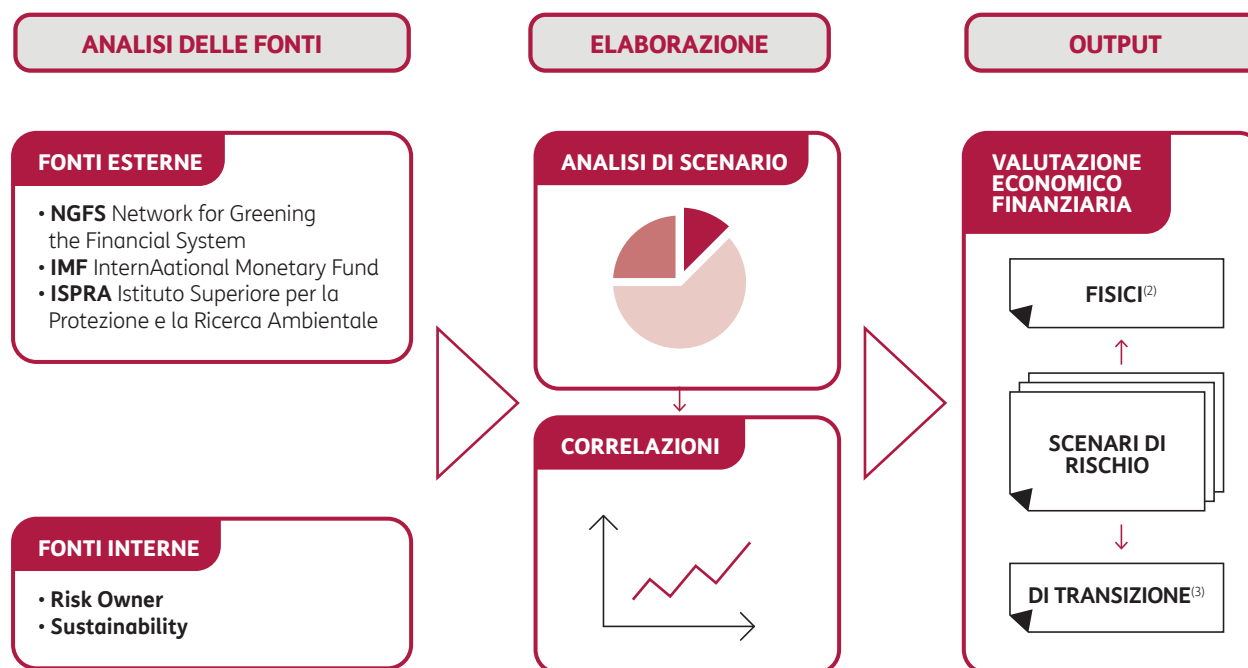 ANALISI DELLE FONTI
FONTI ESTERNE
• NGFS Network for Greening
the Financial System
• IMF InternAational Monetary Fund
• ISPRA Istituto Superiore per la
Protezione e la Ricerca Ambientale
FONTI INTERNE
• Risk Owner
• Sustainability
ELABORAZIONE
ANALISI DI SCENARIO
CORRELAZIONI
OUTPUT
VALUTAZIONE
ECONOMICO
FINANZIARIA
FISICI(2)
SCENARI DI
RISCHIO
DI TRANSIZIONE(3)